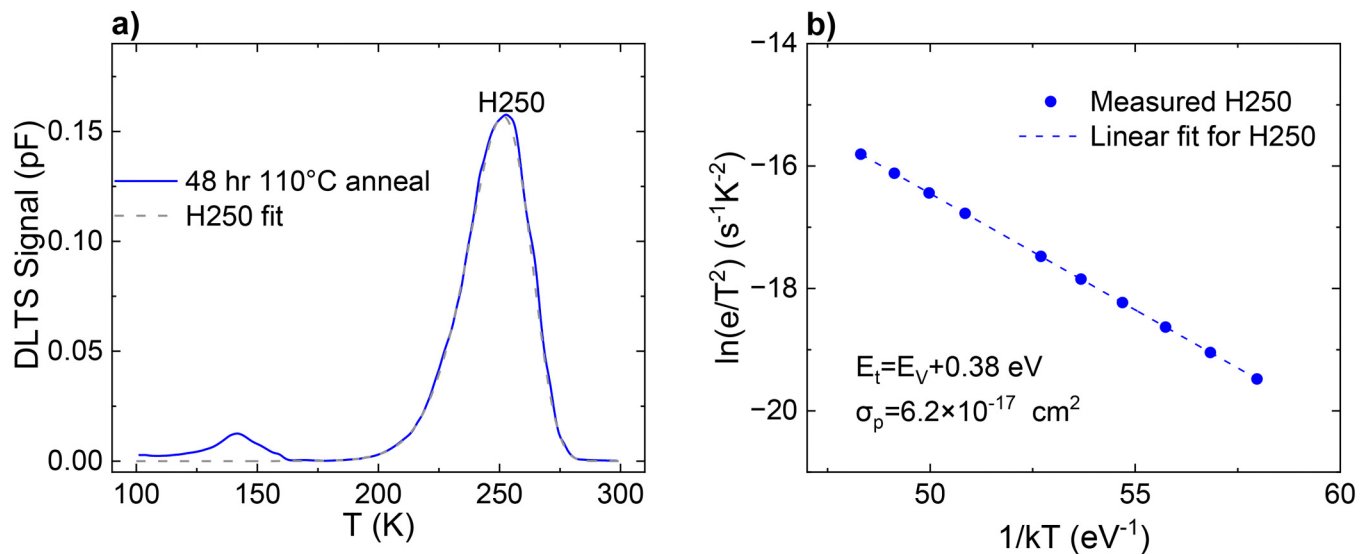 a)
H250
48 hr 110°C anneal
H250 fit
DLTS Signal (pF)
0.15
0.10
0.05
0.00
100
150
200
250
300
T (K)
b)
Measured H250
Linear fit for H250
ln(e/T²) (s⁻¹K⁻²)
−14
−16
−18
−20
Eₜ=Eᵥ+0.38 eV
σₚ=6.2×10⁻¹⁷ cm²
50
55
60
1/kT (eV⁻¹)